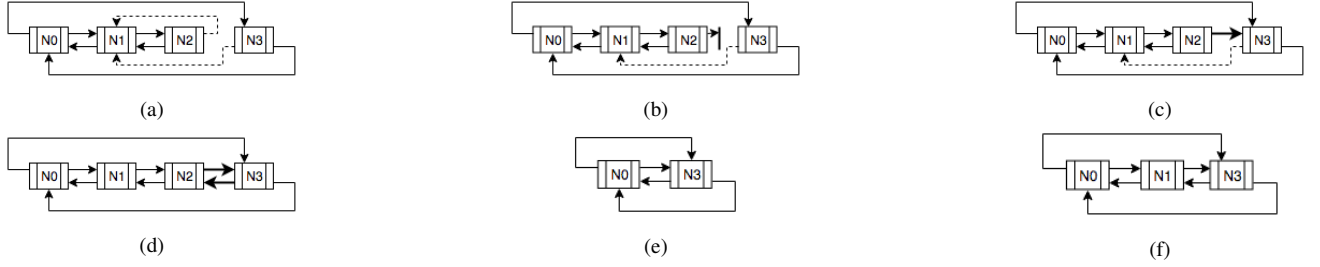 N0 N1 N2 N3
N0 N1 N2 N3
N0 N1 N2 N3
(a)
(b)
(c)
N0 N1 N2 N3
N0 N3
N0 N1 N3
(d)
(e)
(f)